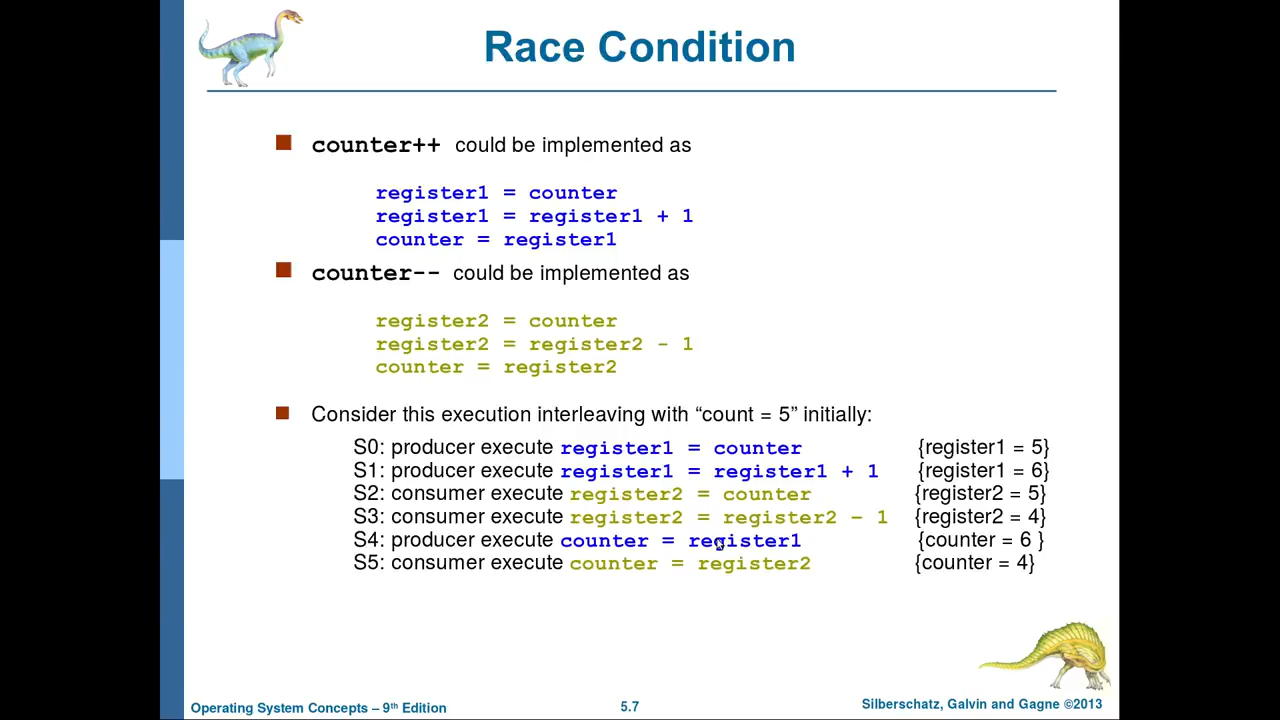 Race Condition
counter++ could be implemented as
register1 = counter
register1 = register1 + 1
counter = register1
counter-- could be implemented as
register2 = counter
register2 = register2 - 1
counter = register2
Consider this execution interleaving with “count = 5” initially:
S0: producer execute register1 = counter {register1 = 5}
S1: producer execute register1 = register1 + 1 {register1 = 6}
S2: consumer execute register2 = counter {register2 = 5}
S3: consumer execute register2 = register2 – 1 {register2 = 4}
S4: producer execute counter = register1 {counter = 6 }
S5: consumer execute counter = register2 {counter = 4}
Operating System Concepts – 9th Edition 5.7 Silberschatz, Galvin and Gagne ©2013